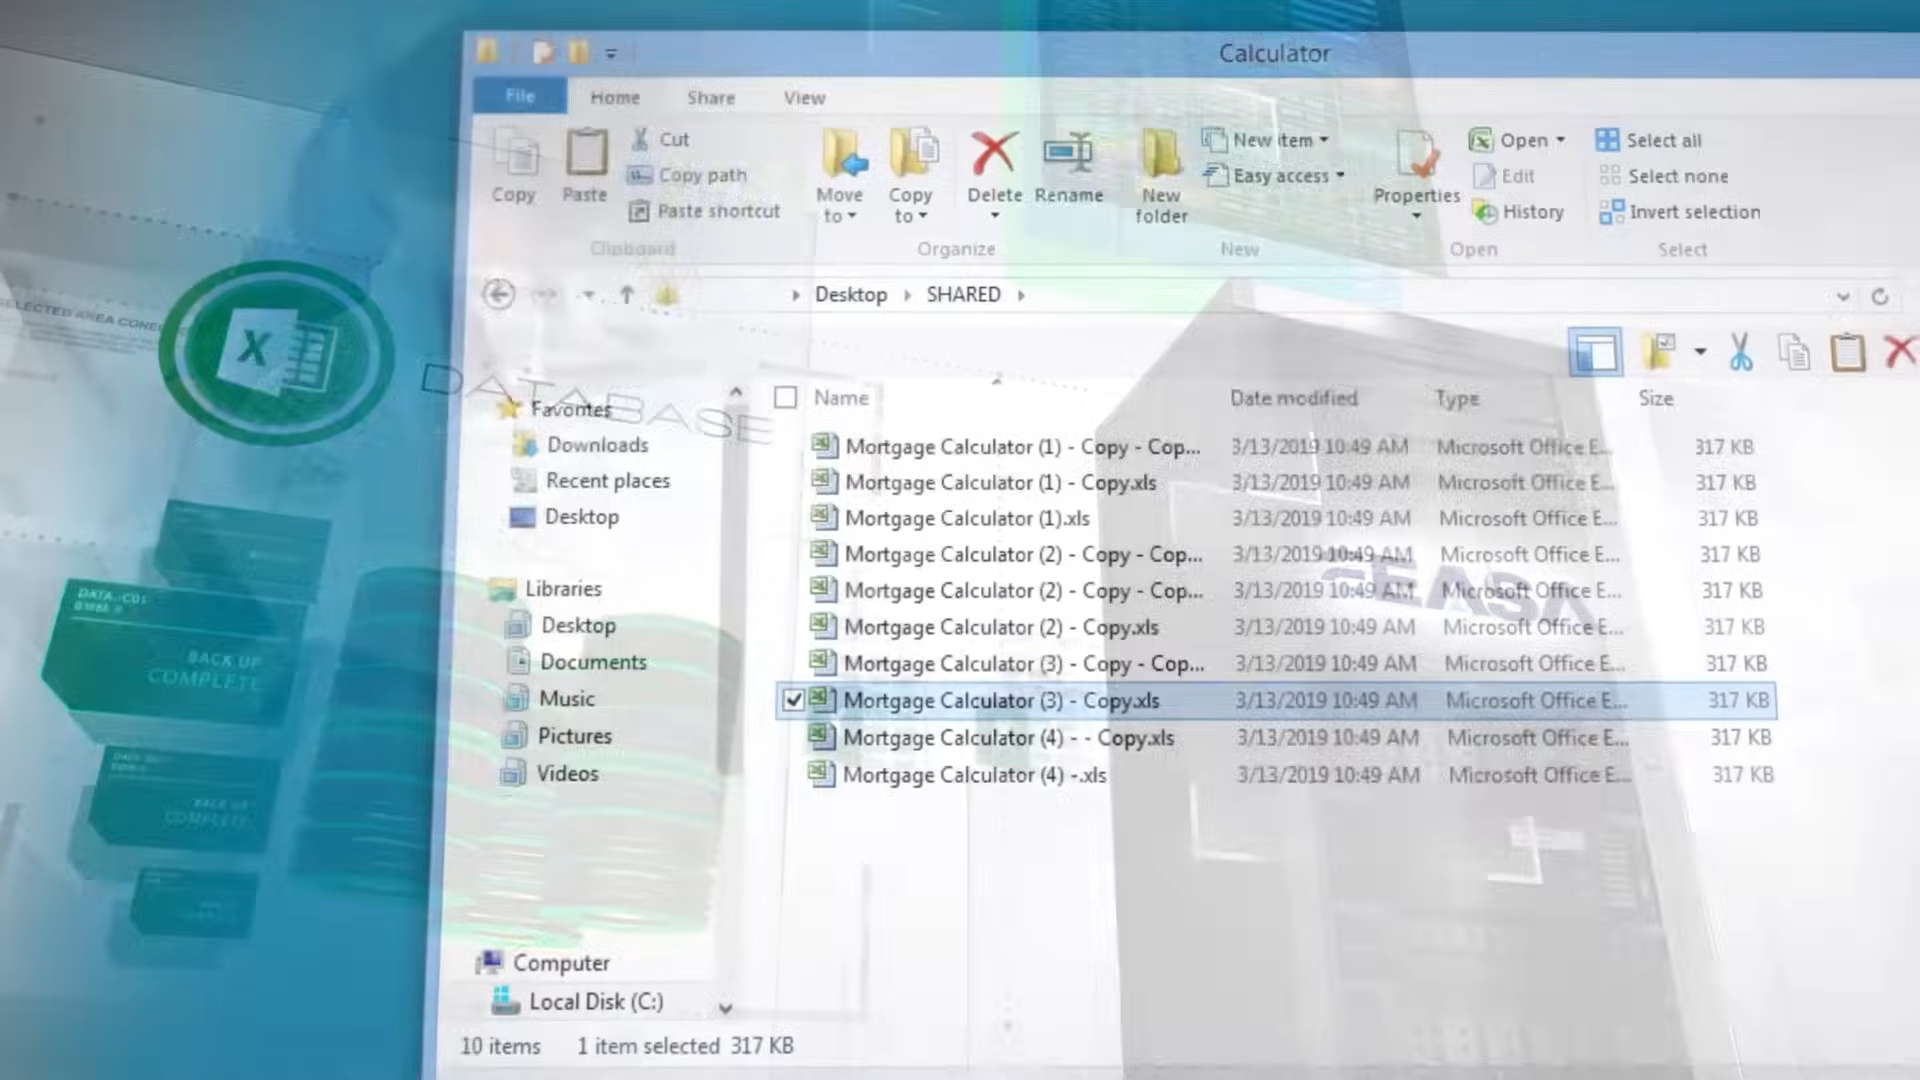 Calculator
File Home Share View
Copy
Paste
Cut
Copy path
Paste shortcut
Clipboard
Move to
Copy to
Delete
Rename
Organize
New folder
New item
Easy access
New
Properties
Open
Edit
History
Open
Select all
Select none
Invert selection
Select
Desktop SHARED
SELECTED AREA
X
DATABASE
Name Date modified Type Size
Favorites
Downloads
Recent places
Desktop
Libraries
Desktop
Documents
Music
Pictures
Videos
Computer
Local Disk (C:)
Mortgage Calculator (1) - Copy - Cop... 3/13/2019 10:49 AM Microsoft Office E... 317 KB
Mortgage Calculator (1) - Copy.xls 3/13/2019 10:49 AM Microsoft Office E... 317 KB
Mortgage Calculator (1).xls 3/13/2019 10:49 AM Microsoft Office E... 317 KB
Mortgage Calculator (2) - Copy - Cop... 3/13/2019 10:49 AM Microsoft Office E... 317 KB
Mortgage Calculator (2) - Copy - Cop... 3/13/2019 10:49 AM Microsoft Office E... 317 KB
Mortgage Calculator (2) - Copy.xls 3/13/2019 10:49 AM Microsoft Office E... 317 KB
Mortgage Calculator (3) - Copy - Cop... 3/13/2019 10:49 AM Microsoft Office E... 317 KB
Mortgage Calculator (3) - Copy.xls 3/13/2019 10:49 AM Microsoft Office E... 317 KB
Mortgage Calculator (4) - - Copy.xls 3/13/2019 10:49 AM Microsoft Office E... 317 KB
Mortgage Calculator (4) -.xls 3/13/2019 10:49 AM Microsoft Office E... 317 KB
DATA.-C01
BACK UP
COMPLETE
BACK UP
COMPLETE
10 items 1 item selected 317 KB